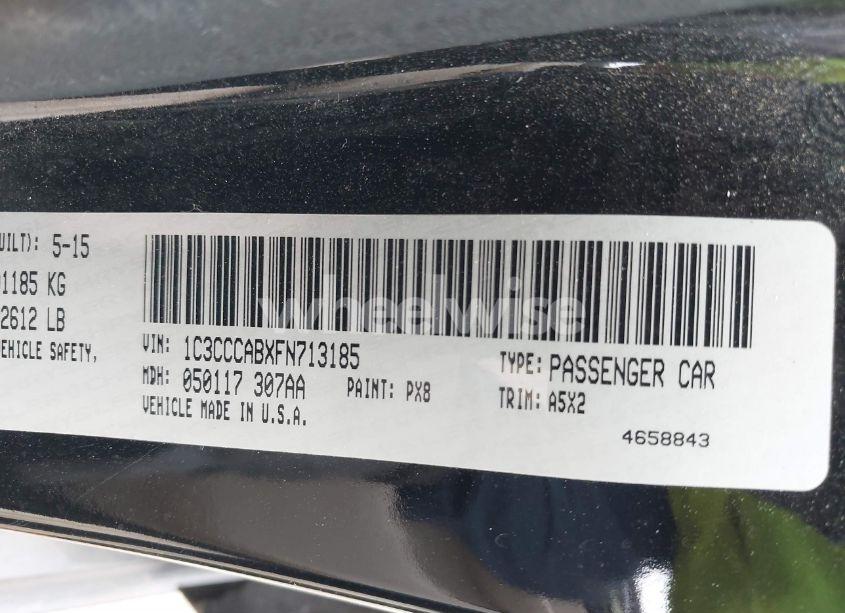 UILT): 5-15
1185 KG
2612 LB
EHICLE SAFETY,
wheelwise
VIN: 1C3CCCABXFN713185
MDH: 050117 307AA
PAINT: PX8
VEHICLE MADE IN U.S.A.
TYPE: PASSENGER CAR
TRIM: A5X2
4658843